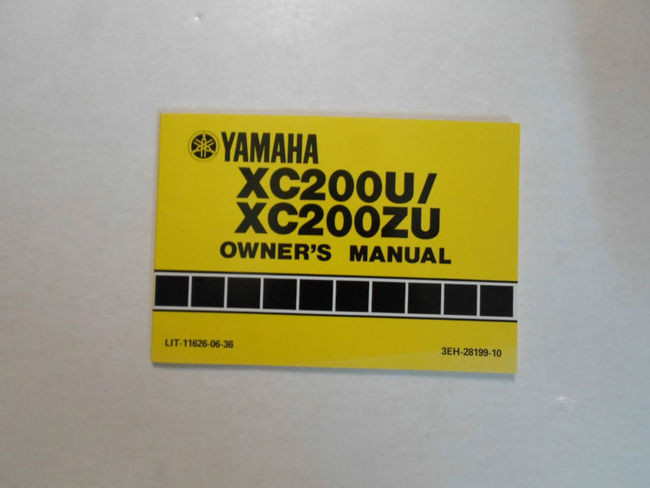 YAMAHA
XC200U/
XC200ZU
OWNER'S MANUAL
LIT-11626-06-36
3EH-28199-10